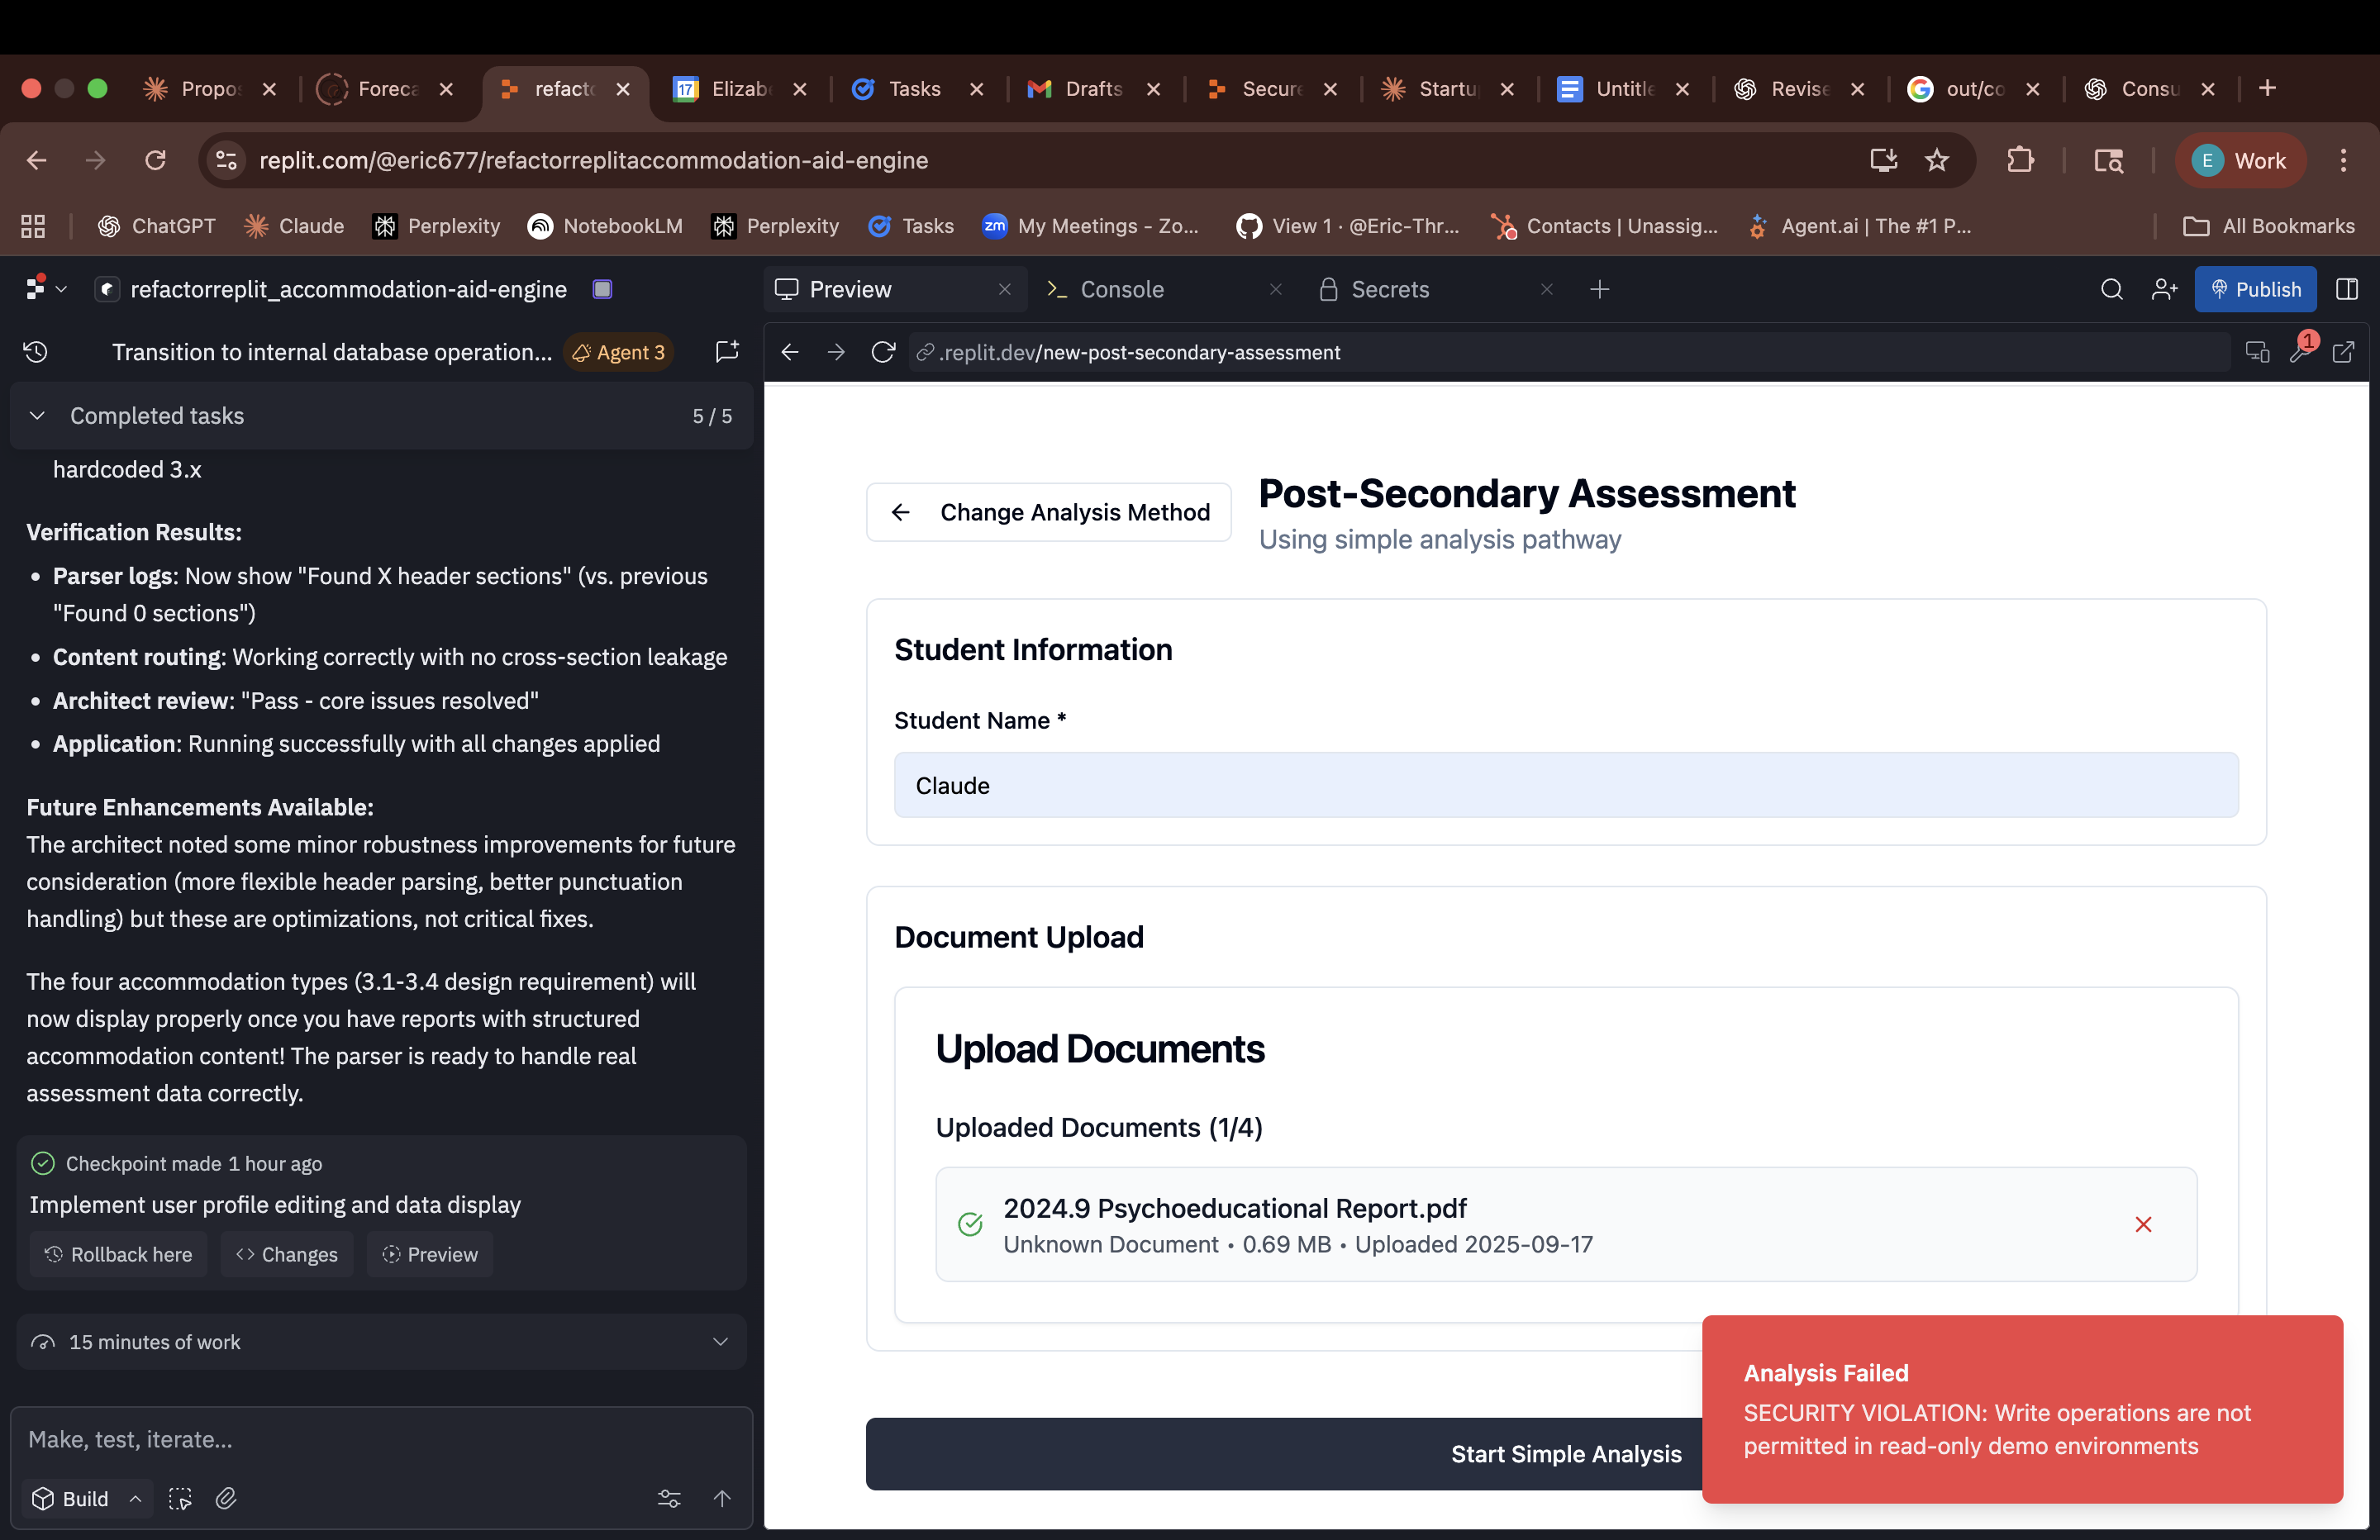 Propos
Foreca
refacto
17
Elizab
Tasks
Drafts
Secure
Startu
Untitle
Revise
out/co
Consu
replit.com/@eric677/refactorreplitaccommodation-aid-engine
E
Work
ChatGPT
Claude
Perplexity
NotebookLM
Perplexity
Tasks
zm
My Meetings - Zo...
View 1 · @Eric-Thr...
Contacts | Unassig...
Agent.ai | The #1 P...
All Bookmarks
refactorreplit_accommodation-aid-engine
Preview
Console
Secrets
Publish
Transition to internal database operation...
Agent 3
Completed tasks
5 / 5
hardcoded 3.x
Verification Results:
• Parser logs: Now show "Found X header sections" (vs. previous
"Found 0 sections")
• Content routing: Working correctly with no cross-section leakage
• Architect review: "Pass - core issues resolved"
• Application: Running successfully with all changes applied
Future Enhancements Available:
The architect noted some minor robustness improvements for future
consideration (more flexible header parsing, better punctuation
handling) but these are optimizations, not critical fixes.
The four accommodation types (3.1-3.4 design requirement) will
now display properly once you have reports with structured
accommodation content! The parser is ready to handle real
assessment data correctly.
Checkpoint made 1 hour ago
Implement user profile editing and data display
Rollback here
Changes
Preview
15 minutes of work
Make, test, iterate...
Build
.replit.dev/new-post-secondary-assessment
1
Change Analysis Method
Post-Secondary Assessment
Using simple analysis pathway
Student Information
Student Name *
Claude
Document Upload
Upload Documents
Uploaded Documents (1/4)
2024.9 Psychoeducational Report.pdf
Unknown Document • 0.69 MB • Uploaded 2025-09-17
Start Simple Analysis
Analysis Failed
SECURITY VIOLATION: Write operations are not
permitted in read-only demo environments